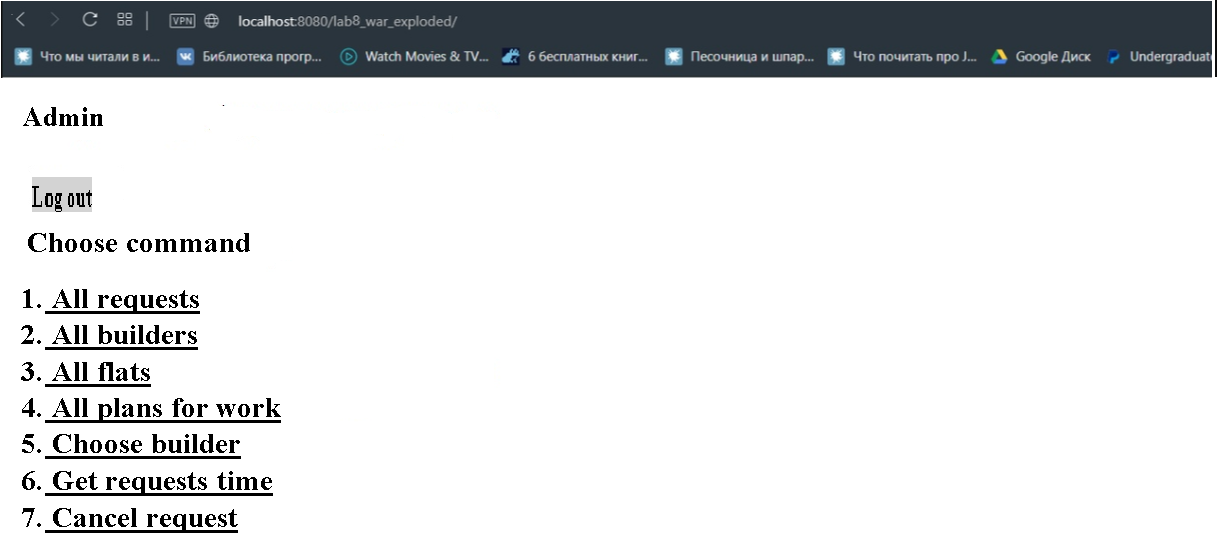 VPN localhost:8080/lab8_war_exploded/
Что мы читали в и... Библиотека прогр... Watch Movies & TV... 6 бесплатных книг... Песочница и шпар... Что почитать про J... Google Диск Undergraduat
Admin
Log out
Choose command
1. All requests
2. All builders
3. All flats
4. All plans for work
5. Choose builder
6. Get requests time
7. Cancel request